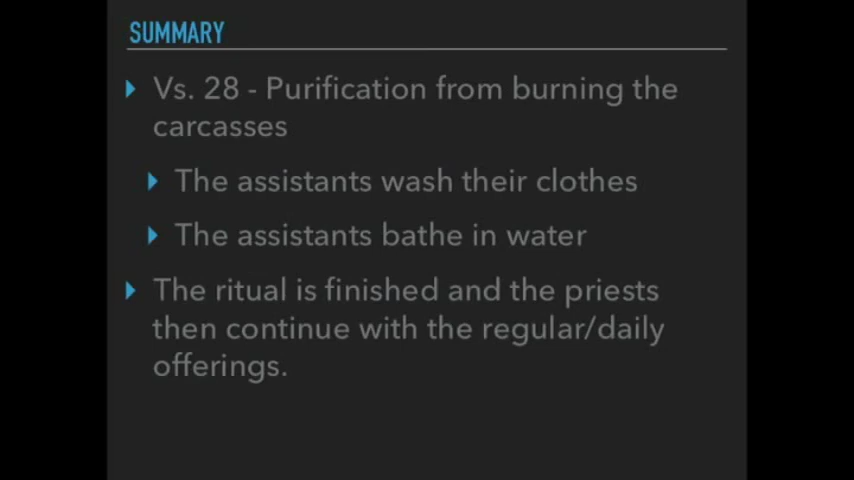 SUMMARY
Vs. 28 - Purification from burning the
carcasses
The assistants wash their clothes
The assistants bathe in water
The ritual is finished and the priests
then continue with the regular/daily
offerings.